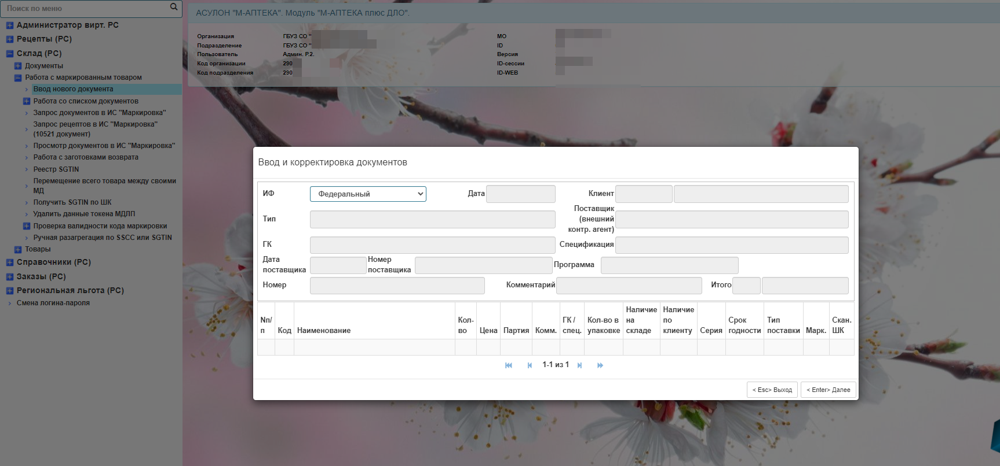 Поиск по меню
Администратор вирт. РС
Рецепты (РС)
Склад (РС)
Документы
Работа с маркированным товаром
Ввод нового документа
Работа со списком документов
Запрос документов в ИС "Маркировка"
Запрос рецептов в ИС "Маркировка"
(10521 документ)
Просмотр документов в ИС "Маркировка"
Работа с заготовками возврата
Реестр SGTIN
Перемещение всего товара между своими
МД
Получить SGTIN по ШК
Удалить данные токена МДЛП
Проверка валидности кода маркировки
Ручная разагрегация по SSCC или SGTIN
Товары
Справочники (РС)
Заказы (РС)
Региональная льгота (РС)
Смена логина-пароля
АСУЛОН "М-АПТЕКА". Модуль "М-АПТЕКА плюс ДЛО".
Организация ГБУЗ СО " МО
Подразделение ГБУЗ СО " ID
Пользователь Админ. Р.2. Версия
Код организации 290 ID-сессии
Код подразделения 290 ID-WEB
Ввод и корректировка документов
ИФ Федеральный Дата Клиент
Тип Поставщик
(внешний
контр. агент)
ГК Спецификация
Дата
поставщика Номер
поставщика Программа
Номер Комментарий Итого
Nп/
п Код Наименование Кол-
во Цена Партия Комм. ГК /
спец. Кол-во в
упаковке Наличие
на
складе Наличие
по
клиенту Серия Срок
годности Тип
поставки Марк. Скан.
ШК
1-1 из 1
< Esc> Выход < Enter> Далее